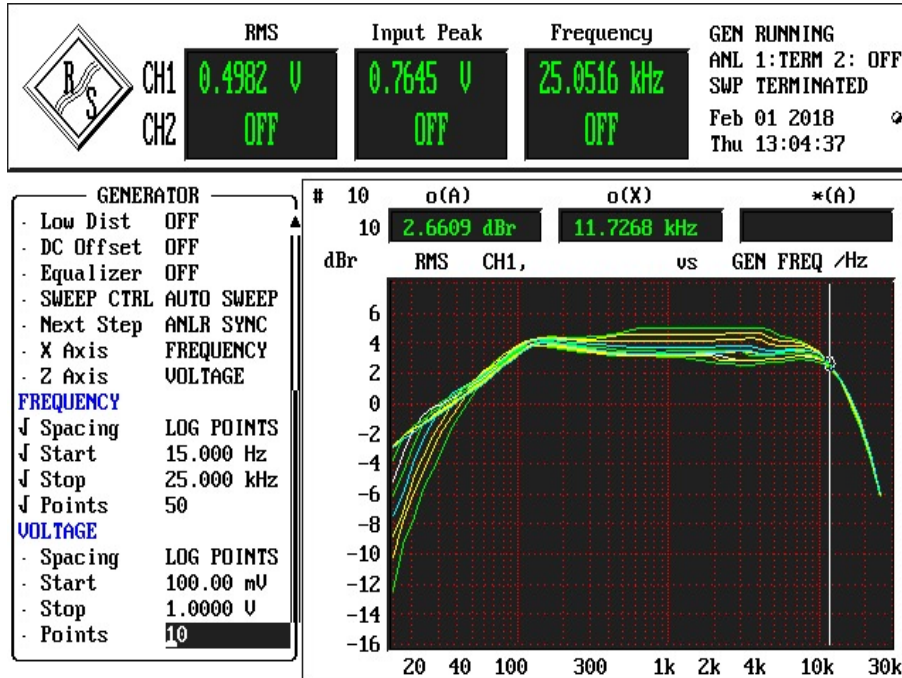 RMS Input Peak Frequency
R
S
CH1 0.4982 V 0.7645 V 25.0516 kHz
CH2 OFF OFF OFF
GEN RUNNING
ANL 1:TERM 2: OFF
SWP TERMINATED
Feb 01 2018
Thu 13:04:37
GENERATOR
· Low Dist OFF
· DC Offset OFF
· Equalizer OFF
· SWEEP CTRL AUTO SWEEP
· Next Step ANLR SYNC
· X Axis FREQUENCY
· Z Axis VOLTAGE
FREQUENCY
√ Spacing LOG POINTS
√ Start 15.000 Hz
√ Stop 25.000 kHz
√ Points 50
VOLTAGE
· Spacing LOG POINTS
· Start 100.00 mV
· Stop 1.0000 V
· Points 10
# 10 o(A) o(X) *(A)
10 2.6609 dBr 11.7268 kHz
dBr RMS CH1, vs GEN FREQ /Hz
6
4
2
0
-2
-4
-6
-8
-10
-12
-14
-16
20 40 100 300 1k 2k 4k 10k 30k